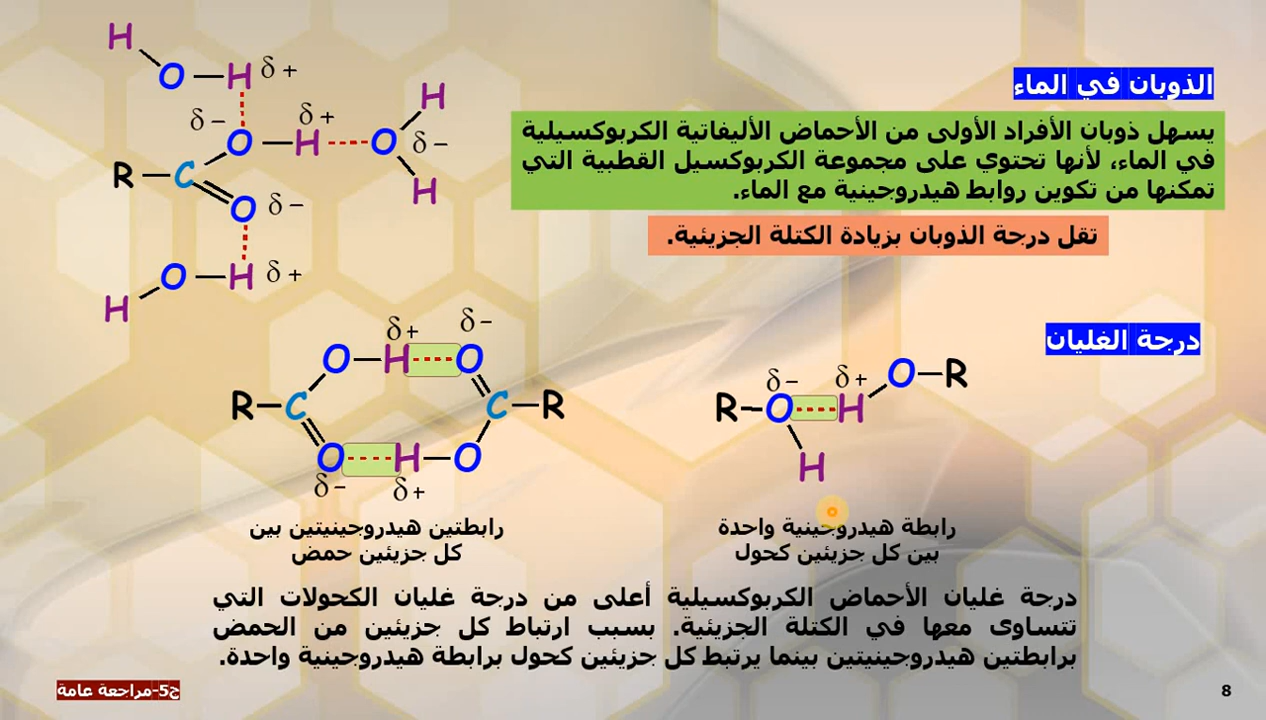 الذوبان في الماء
يسهل ذوبان الأفراد الأولى من الأحماض الأليفاتية الكربوكسيلية
في الماء، لأنها تحتوي على مجموعة الكربوكسيل القطبية التي
تمكنها من تكوين روابط هيدروجينية مع الماء.
تقل درجة الذوبان بزيادة الكتلة الجزيئية.
H
O H δ +
δ − δ + H
R C O H O δ −
O δ − H
O H δ +
H
درجة الغليان
δ + δ −
O H O
R C C R
O H O
δ − δ +
O R
δ − δ +
R O H
H
رابطة هيدروجينية واحدة
بين كل جزيئين كحول
رابطتين هيدروجينيتين بين
كل جزيئين حمض
درجة غليان الأحماض الكربوكسيلية أعلى من درجة غليان الكحولات التي
تتساوى معها في الكتلة الجزيئية. بسبب ارتباط كل جزيئين من الحمض
برابطتين هيدروجينيتين بينما يرتبط كل جزيئين كحول برابطة هيدروجينية واحدة.
ج5-مراجعة عامة
8